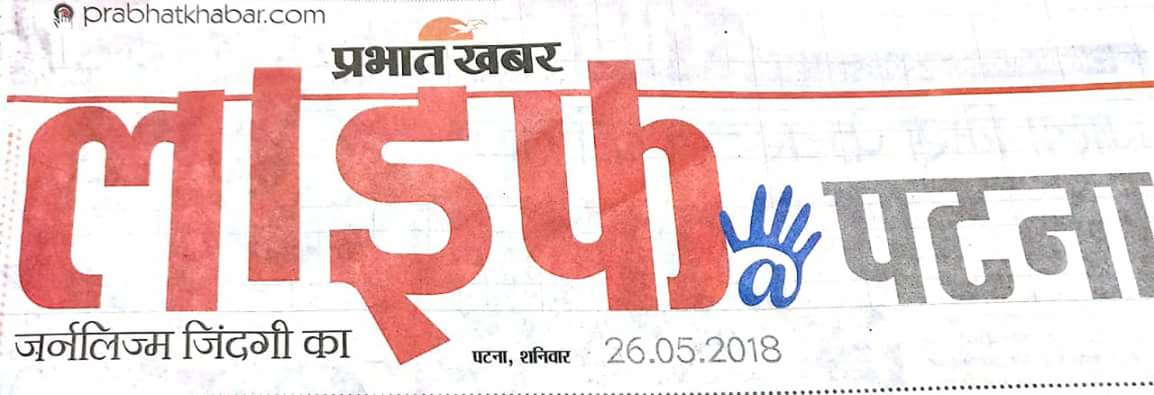 prabhatkhabar.com
प्रभात खबर
लाइफ @ पटना
जर्नलिज्म जिंदगी का
पटना, शनिवार 26.05.2018